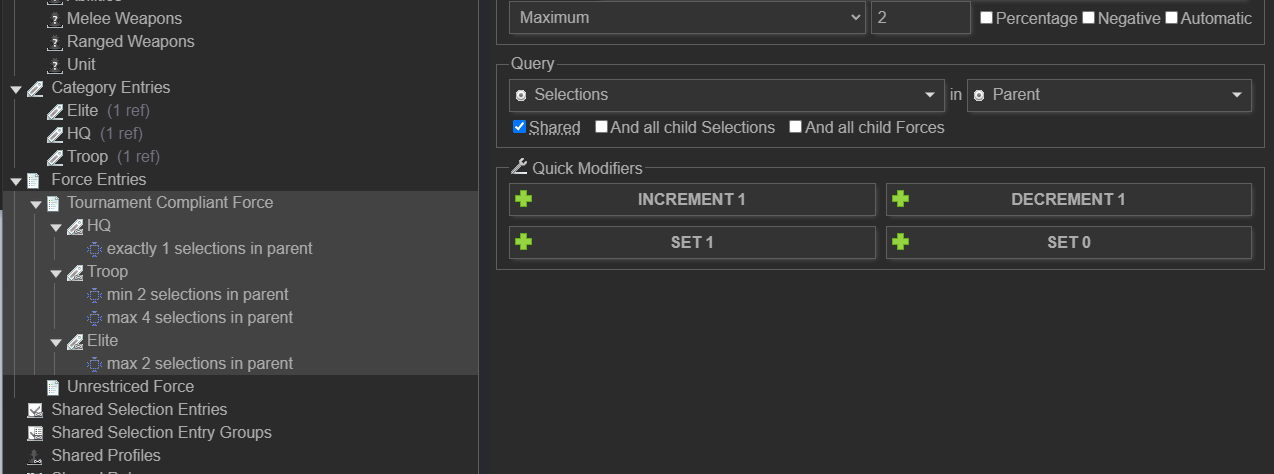 Melee Weapons
Ranged Weapons
Unit
Category Entries
Elite (1 ref)
HQ (1 ref)
Troop (1 ref)
Force Entries
Tournament Compliant Force
HQ
exactly 1 selections in parent
Troop
min 2 selections in parent
max 4 selections in parent
Elite
max 2 selections in parent
Unrestriced Force
Shared Selection Entries
Shared Selection Entry Groups
Shared Profiles
Maximum 2 Percentage Negative Automatic
Query
Selections in Parent
Shared And all child Selections And all child Forces
Quick Modifiers
INCREMENT 1 DECREMENT 1
SET 1 SET 0